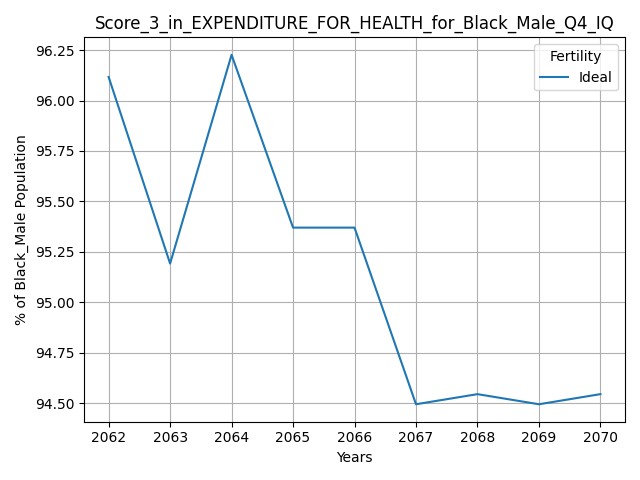 Score_3_in_EXPENDITURE_FOR_HEALTH_for_Black_Male_Q4_IQ
Fertility
Ideal
% of Black_Male Population
96.25
96.00
95.75
95.50
95.25
95.00
94.75
94.50
2062 2063 2064 2065 2066 2067 2068 2069 2070
Years